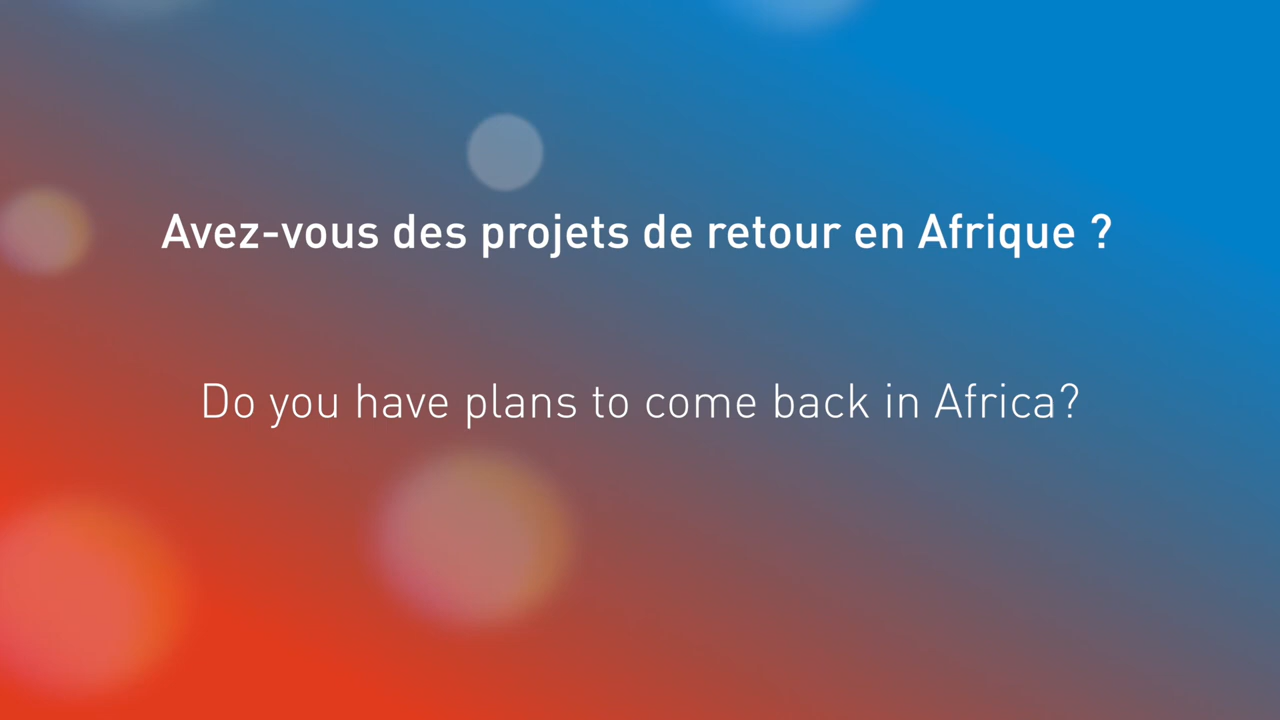 Avez-vous des projets de retour en Afrique ?
Do you have plans to come back in Africa?